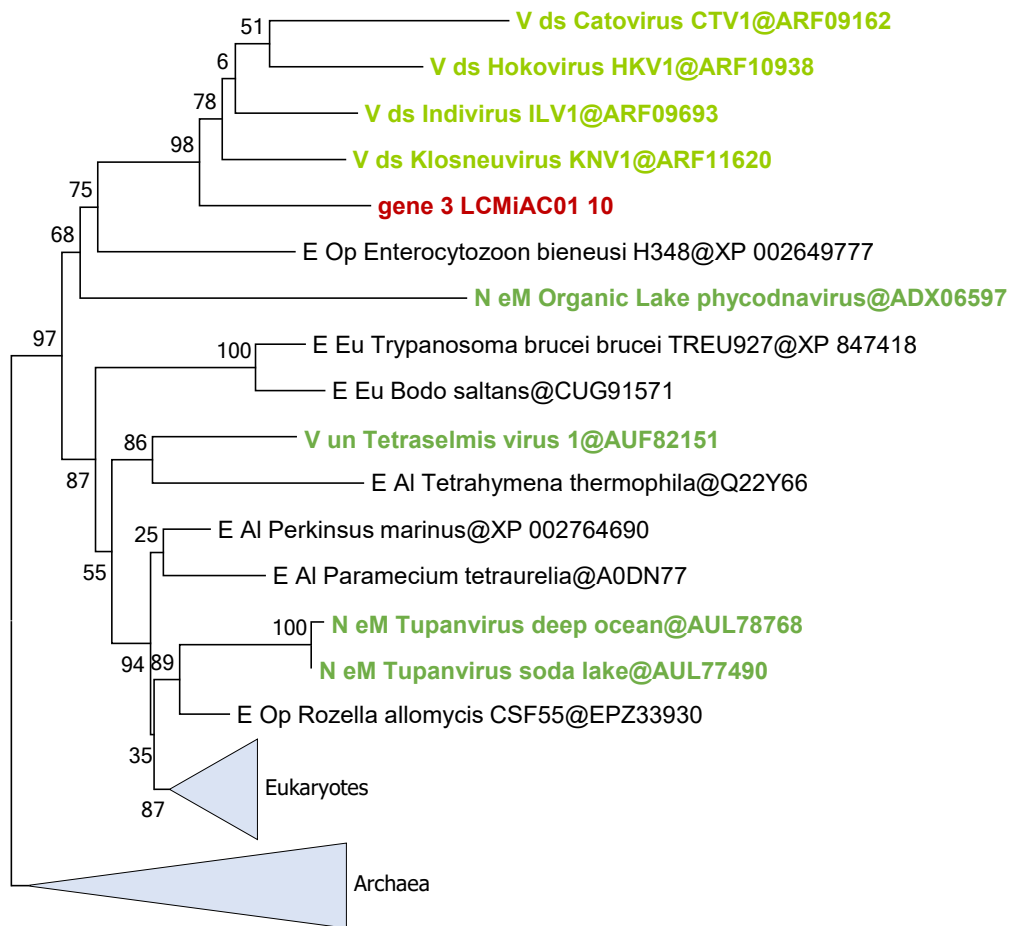 V ds Catovirus CTV1@ARF09162
51
V ds Hokovirus HKV1@ARF10938
6
V ds Indivirus ILV1@ARF09693
78
V ds Klosneuvirus KNV1@ARF11620
98
gene 3 LCMiAC01 10
75
E Op Enterocytozoon bieneusi H348@XP 002649777
68
N eM Organic Lake phycodnavirus@ADX06597
97
E Eu Trypanosoma brucei brucei TREU927@XP 847418
100
E Eu Bodo saltans@CUG91571
V un Tetraselmis virus 1@AUF82151
86
87
E Al Tetrahymena thermophila@Q22Y66
E Al Perkinsus marinus@XP 002764690
25
55
E Al Paramecium tetraurelia@A0DN77
N eM Tupanvirus deep ocean@AUL78768
100
94
89
N eM Tupanvirus soda lake@AUL77490
E Op Rozella allomycis CSF55@EPZ33930
35
Eukaryotes
87
Archaea